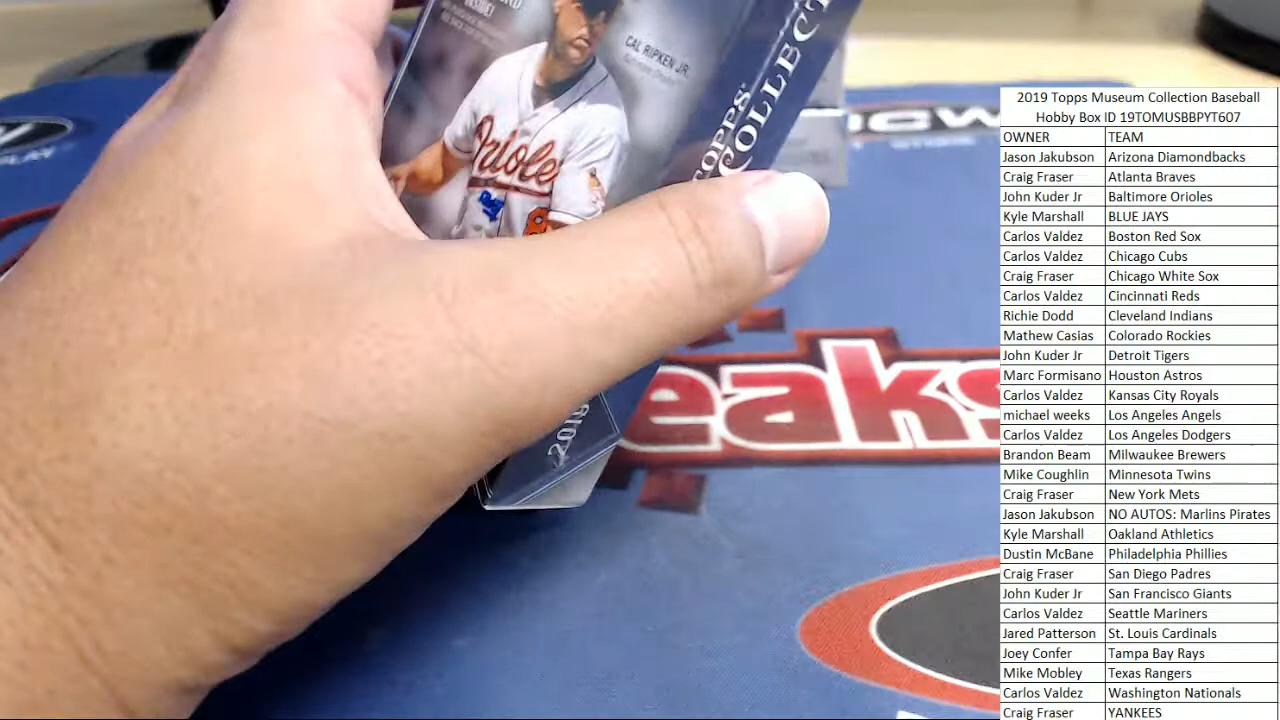 INSIDE!
CAL RIPKEN JR.
Orioles
TOPPS®
COLLECT
2019
eaks
2019 Topps Museum Collection Baseball
Hobby Box ID 19TOMUSBBPYT607
OWNER TEAM
Jason Jakubson Arizona Diamondbacks
Craig Fraser Atlanta Braves
John Kuder Jr Baltimore Orioles
Kyle Marshall BLUE JAYS
Carlos Valdez Boston Red Sox
Carlos Valdez Chicago Cubs
Craig Fraser Chicago White Sox
Carlos Valdez Cincinnati Reds
Richie Dodd Cleveland Indians
Mathew Casias Colorado Rockies
John Kuder Jr Detroit Tigers
Marc Formisano Houston Astros
Carlos Valdez Kansas City Royals
michael weeks Los Angeles Angels
Carlos Valdez Los Angeles Dodgers
Brandon Beam Milwaukee Brewers
Mike Coughlin Minnesota Twins
Craig Fraser New York Mets
Jason Jakubson NO AUTOS: Marlins Pirates
Kyle Marshall Oakland Athletics
Dustin McBane Philadelphia Phillies
Craig Fraser San Diego Padres
John Kuder Jr San Francisco Giants
Carlos Valdez Seattle Mariners
Jared Patterson St. Louis Cardinals
Joey Confer Tampa Bay Rays
Mike Mobley Texas Rangers
Carlos Valdez Washington Nationals
Craig Fraser YANKEES